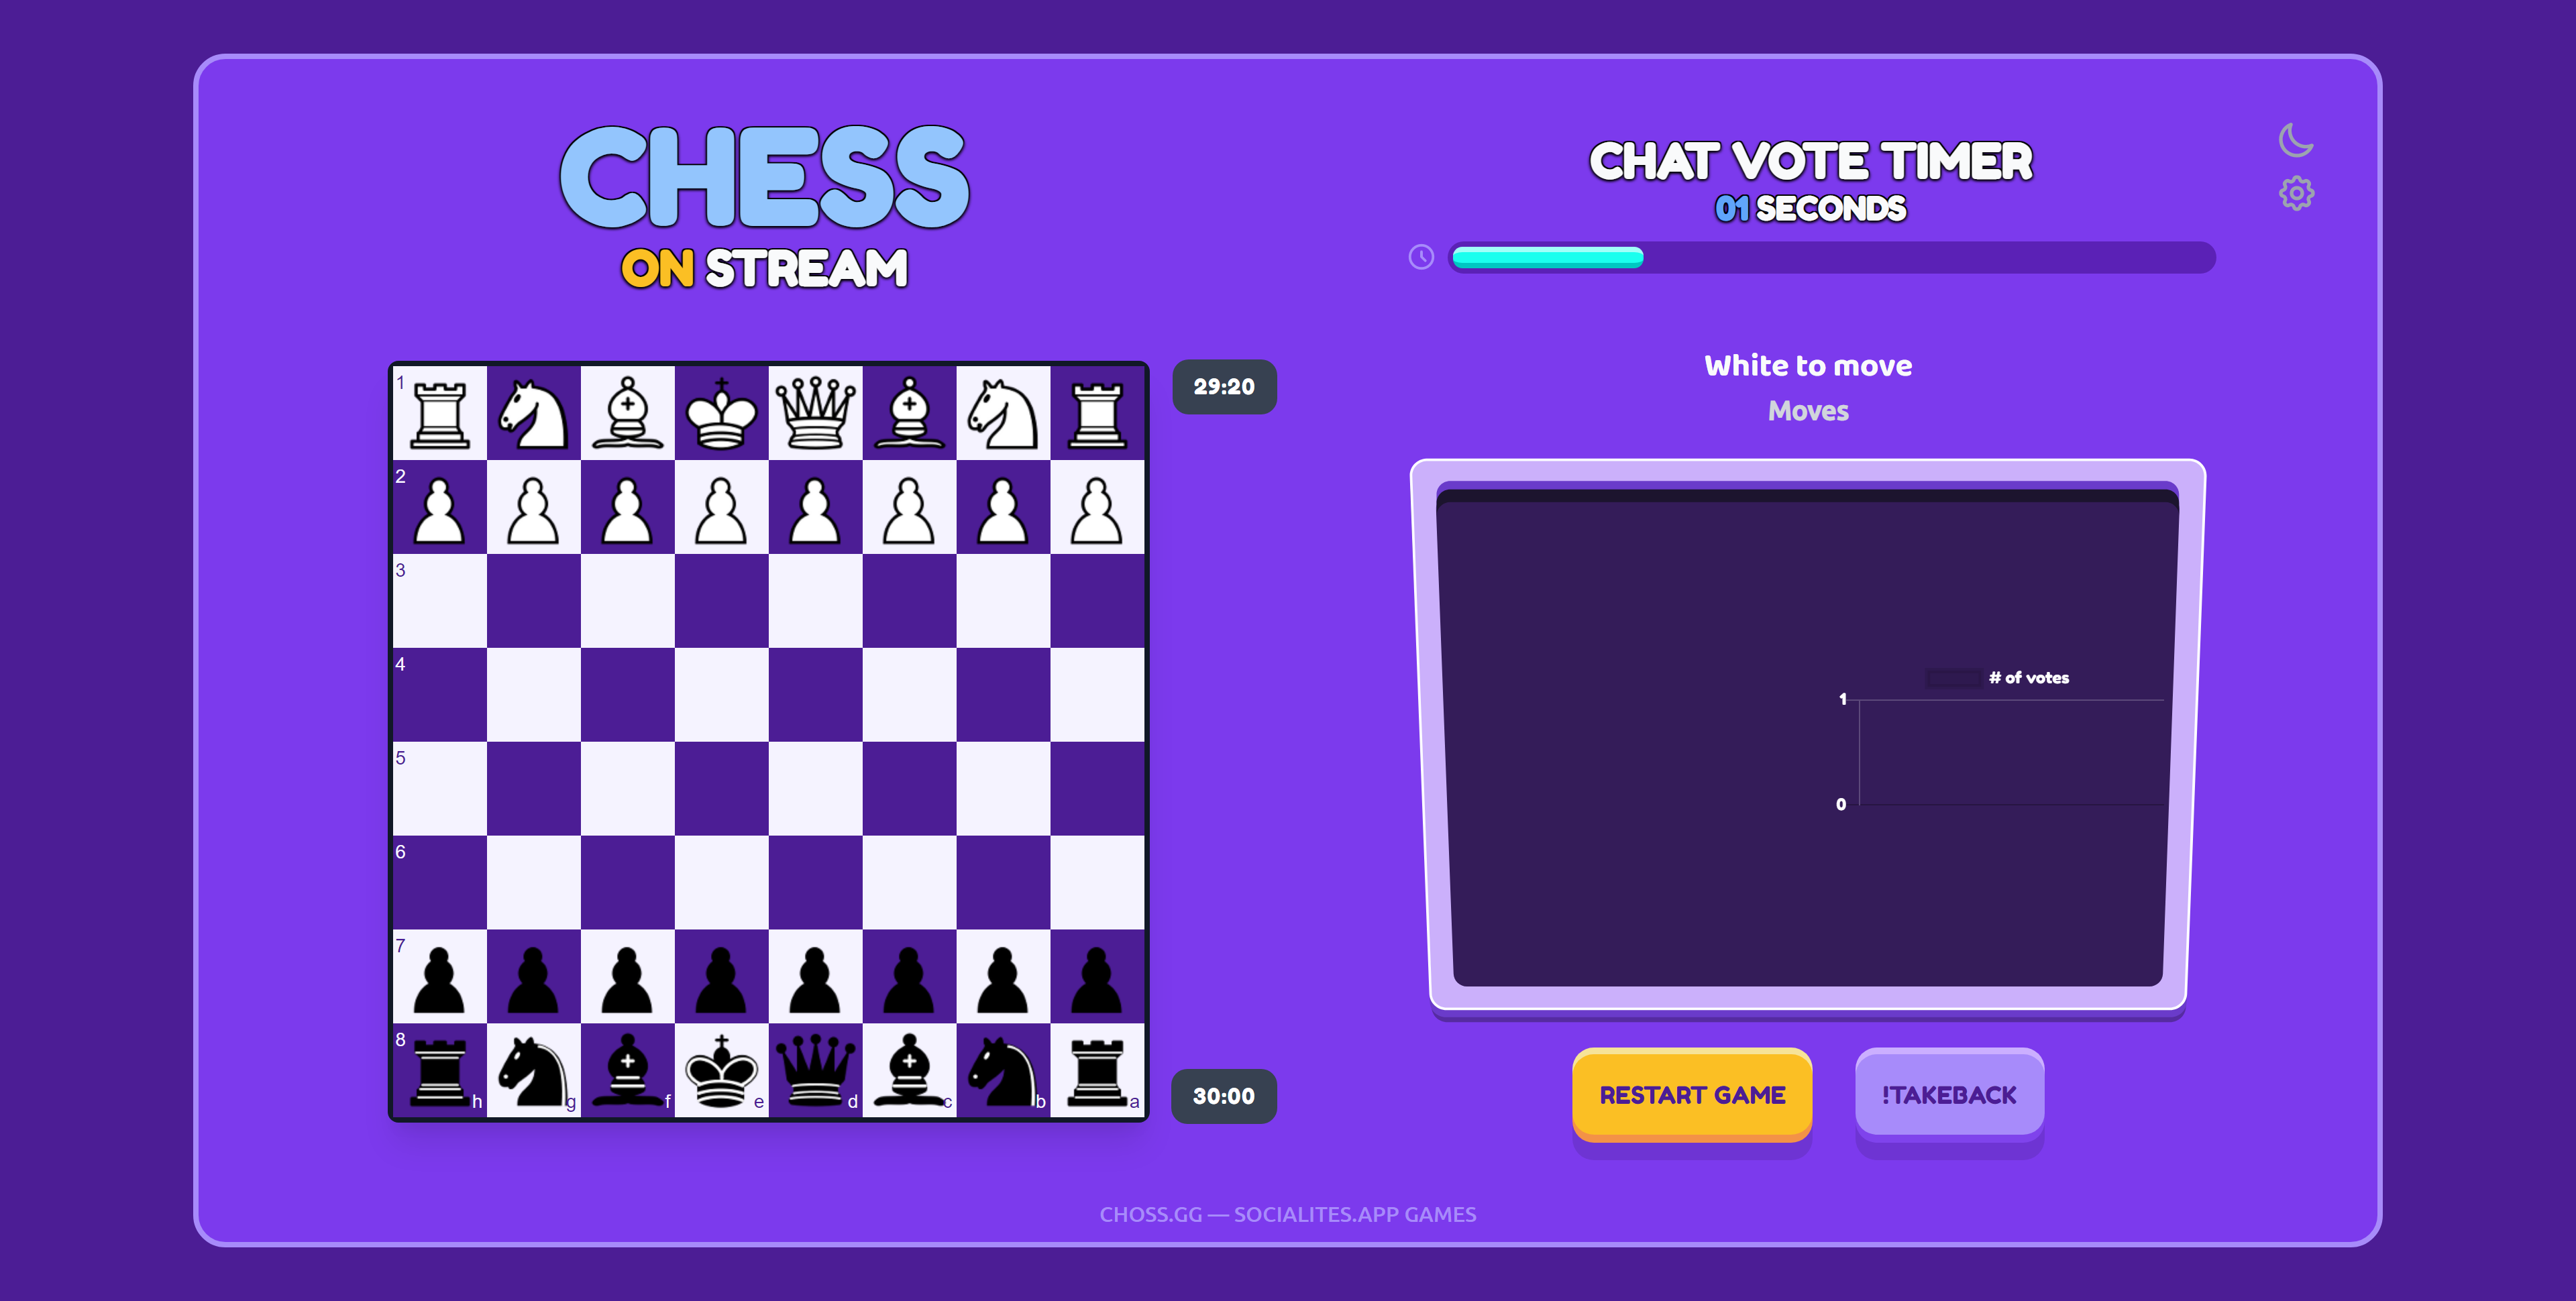 CHESS
ON STREAM
CHAT VOTE TIMER
01 SECONDS
29:20
White to move
Moves
1
2
3
4
5
6
7
8
h g f e d c b a
# of votes
1
0
30:00
RESTART GAME
!TAKEBACK
CHOSS.GG — SOCIALITES.APP GAMES